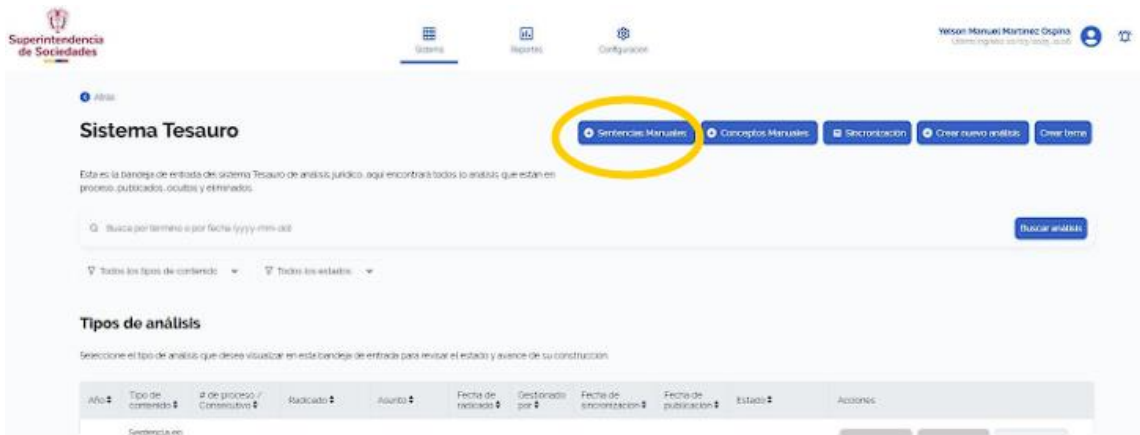 Superintendencia
de Sociedades
Sistema
Reportes
Configuración
Yeison Manuel Martinez Ospina
Atrás
Sistema Tesauro
Sentencias Manuales
Conceptos Manuales
Sincronización
Crear nuevo análisis
Crear tema
Esta es la bandeja de entrada del sistema Tesauro de análisis jurídico, aquí encontrará todos lo análisis que están en
proceso, publicados, ocultos y eliminados.
Busca por término o por fecha (yyyy-mm-dd)
Buscar análisis
Todos los tipos de contenido
Todos los estados
Tipos de análisis
Seleccione el tipo de análisis que desea visualizar en esta bandeja de entrada para revisar el estado y avance de su construcción
Año
Tipo de
contenido
# de proceso /
Consecutivo
Radicado
Asunto
Fecha de
radicado
Gestionado
por
Fecha de
sincronización
Fecha de
publicación
Estado
Acciones
Sentencia en